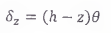 δ_z = (h − z)θ